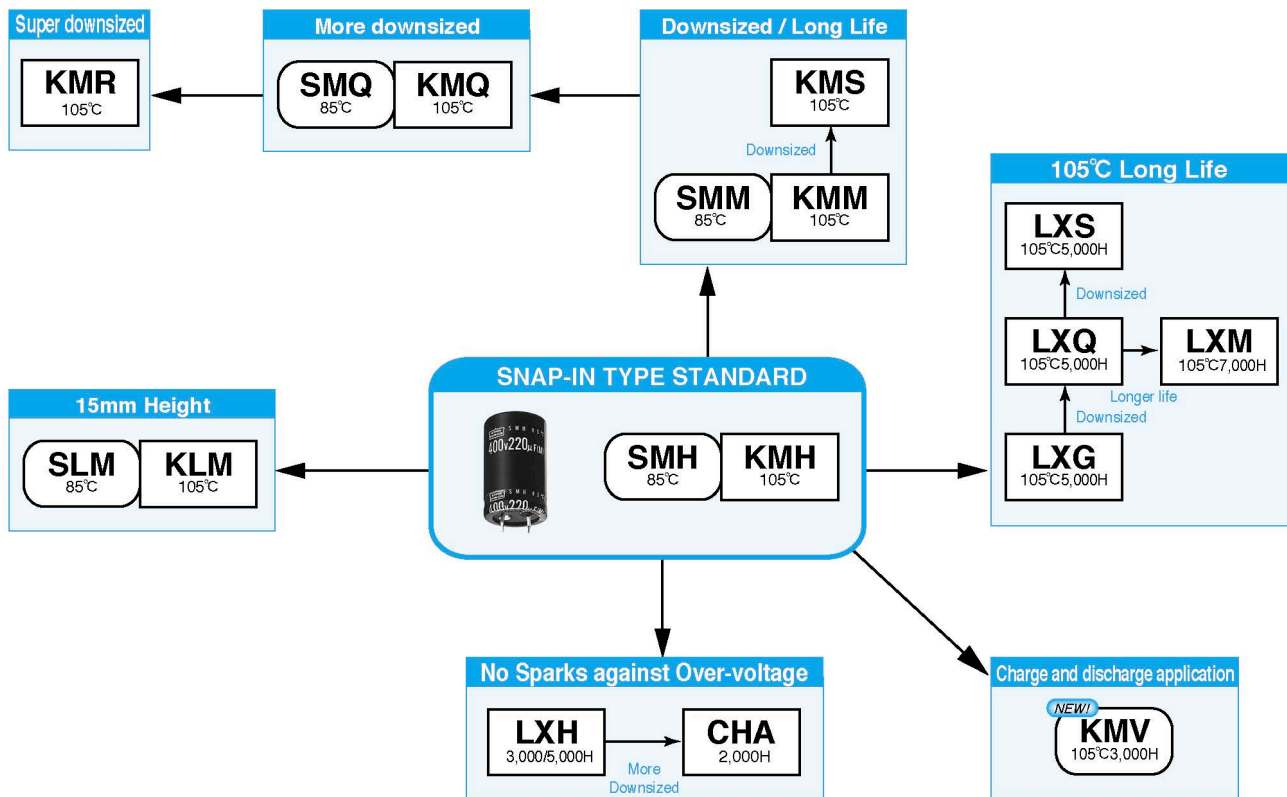 Super downsized
KMR
105℃
More downsized
SMQ
85℃
KMQ
105℃
Downsized / Long Life
KMS
105℃
Downsized
SMM
85℃
KMM
105℃
105℃ Long Life
LXS
105℃5,000H
Downsized
LXQ
105℃5,000H
LXM
105℃7,000H
Longer life
Downsized
LXG
105℃5,000H
SNAP-IN TYPE STANDARD
400v220μF(M)
400v220μF(M)
SMH
85℃
KMH
105℃
15mm Height
SLM
85℃
KLM
105℃
No Sparks against Over-voltage
LXH
3,000/5,000H
More
Downsized
CHA
2,000H
Charge and discharge application
NEW!
KMV
105℃3,000H